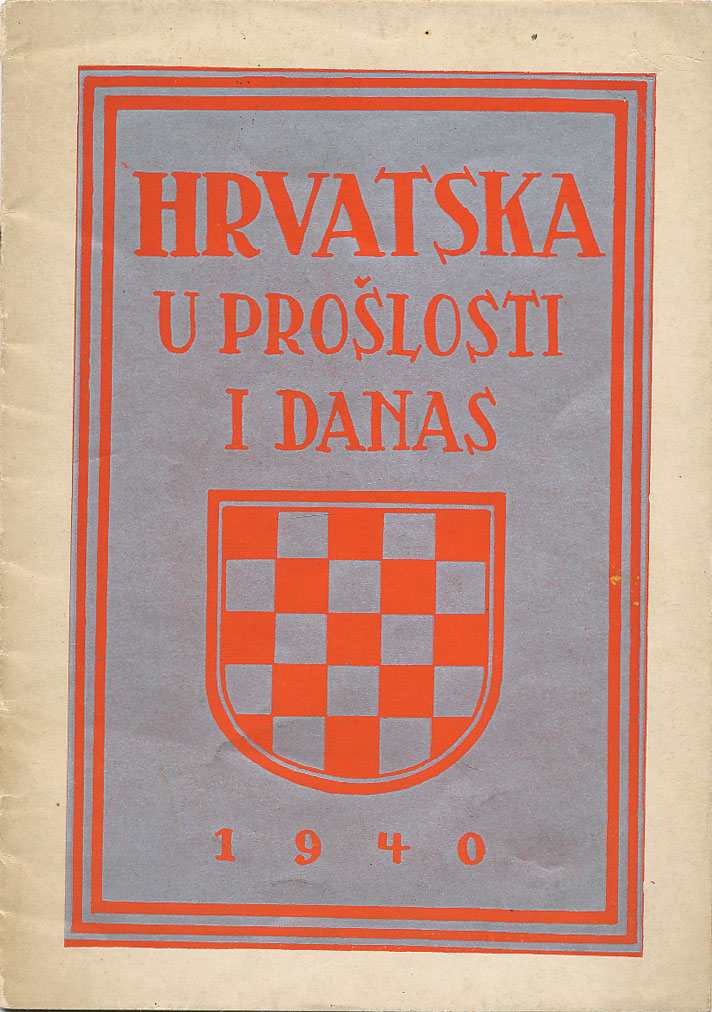 HRVATSKA
U PROŠLOSTI
I DANAS
1940